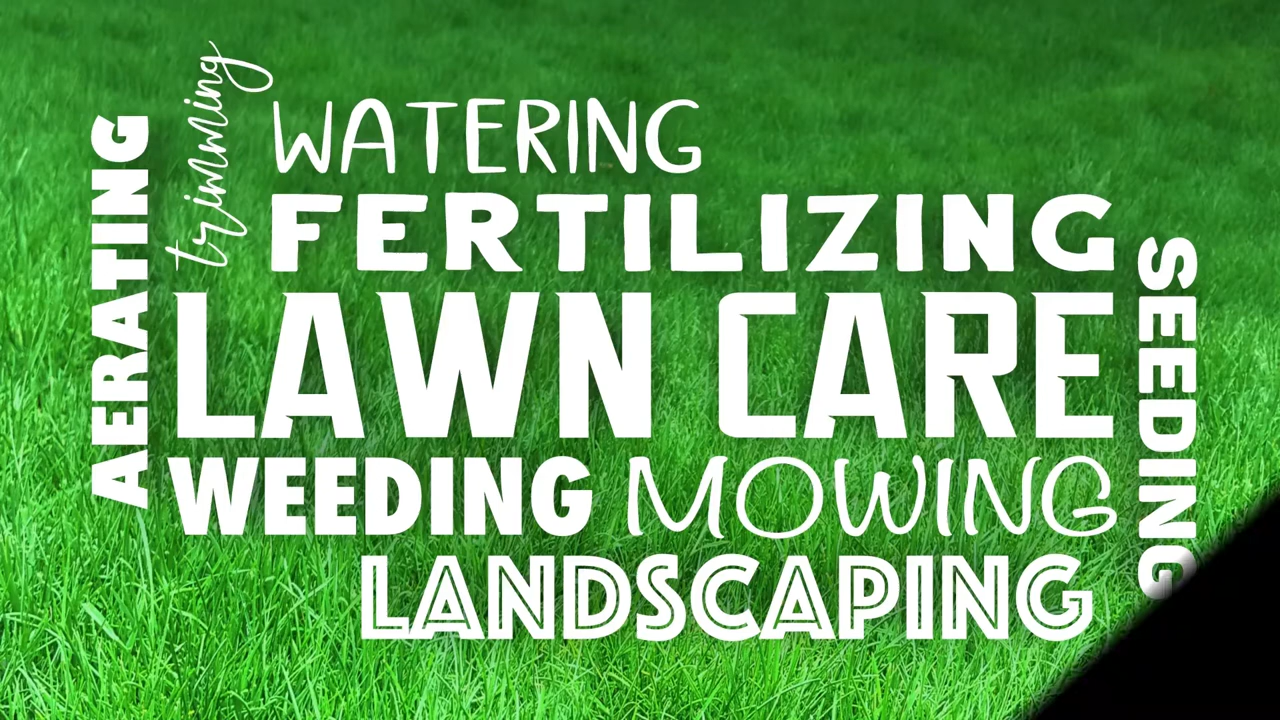 AERATING
trimming
WATERING
FERTILIZING
LAWN CARE
SEEDING
WEEDING MOWING
LANDSCAPING